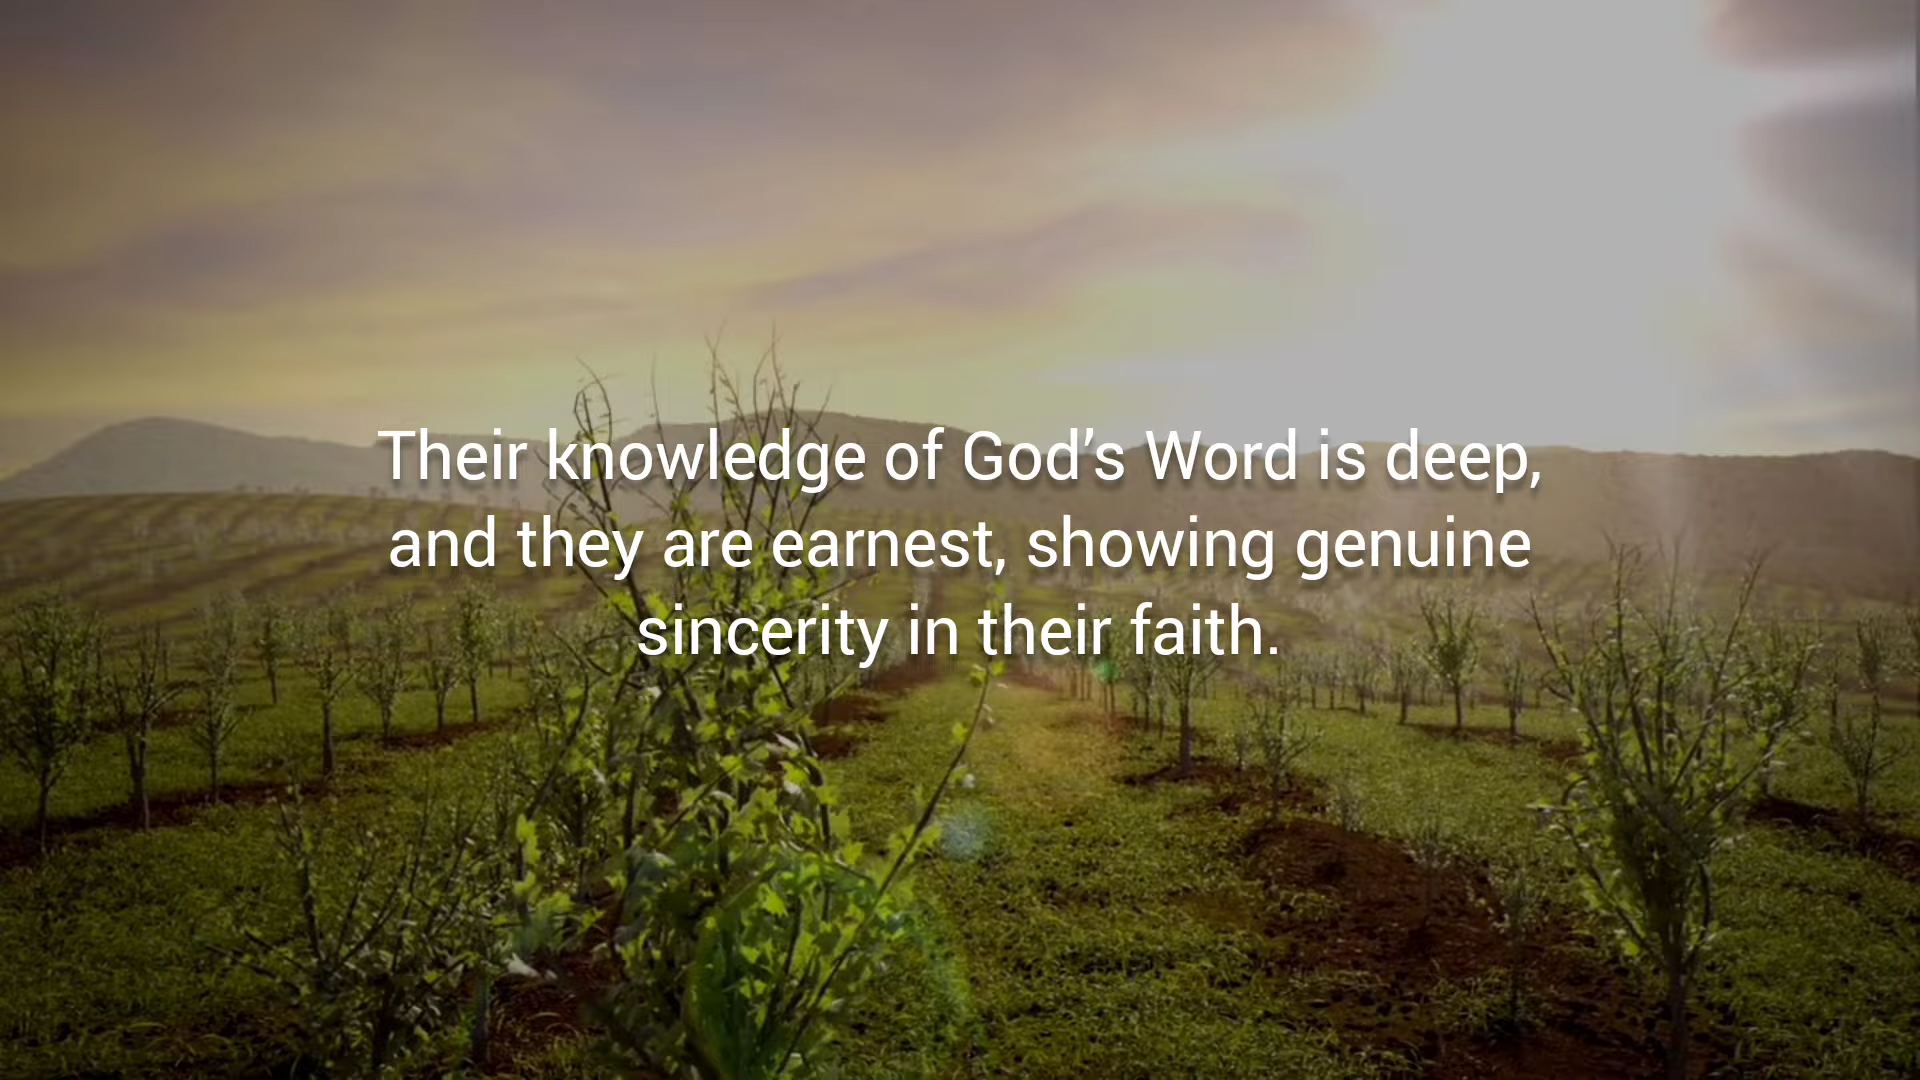 Their knowledge of God’s Word is deep,
and they are earnest, showing genuine
sincerity in their faith.